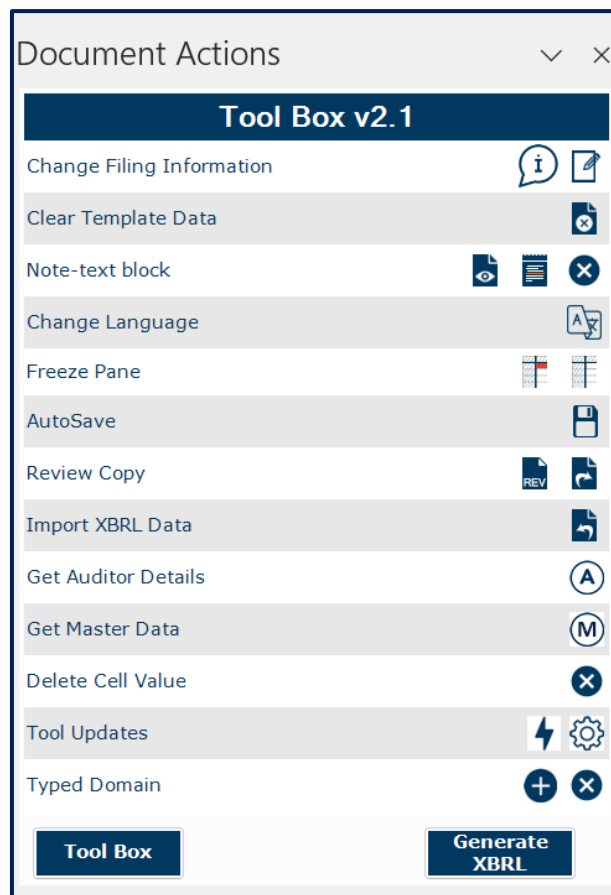 Document Actions
Tool Box v2.1
Change Filing Information
i
Clear Template Data
Note-text block
Change Language
A
Freeze Pane
AutoSave
Review Copy
REV
Import XBRL Data
Get Auditor Details
A
Get Master Data
M
Delete Cell Value
Tool Updates
Typed Domain
Tool Box
Generate
XBRL